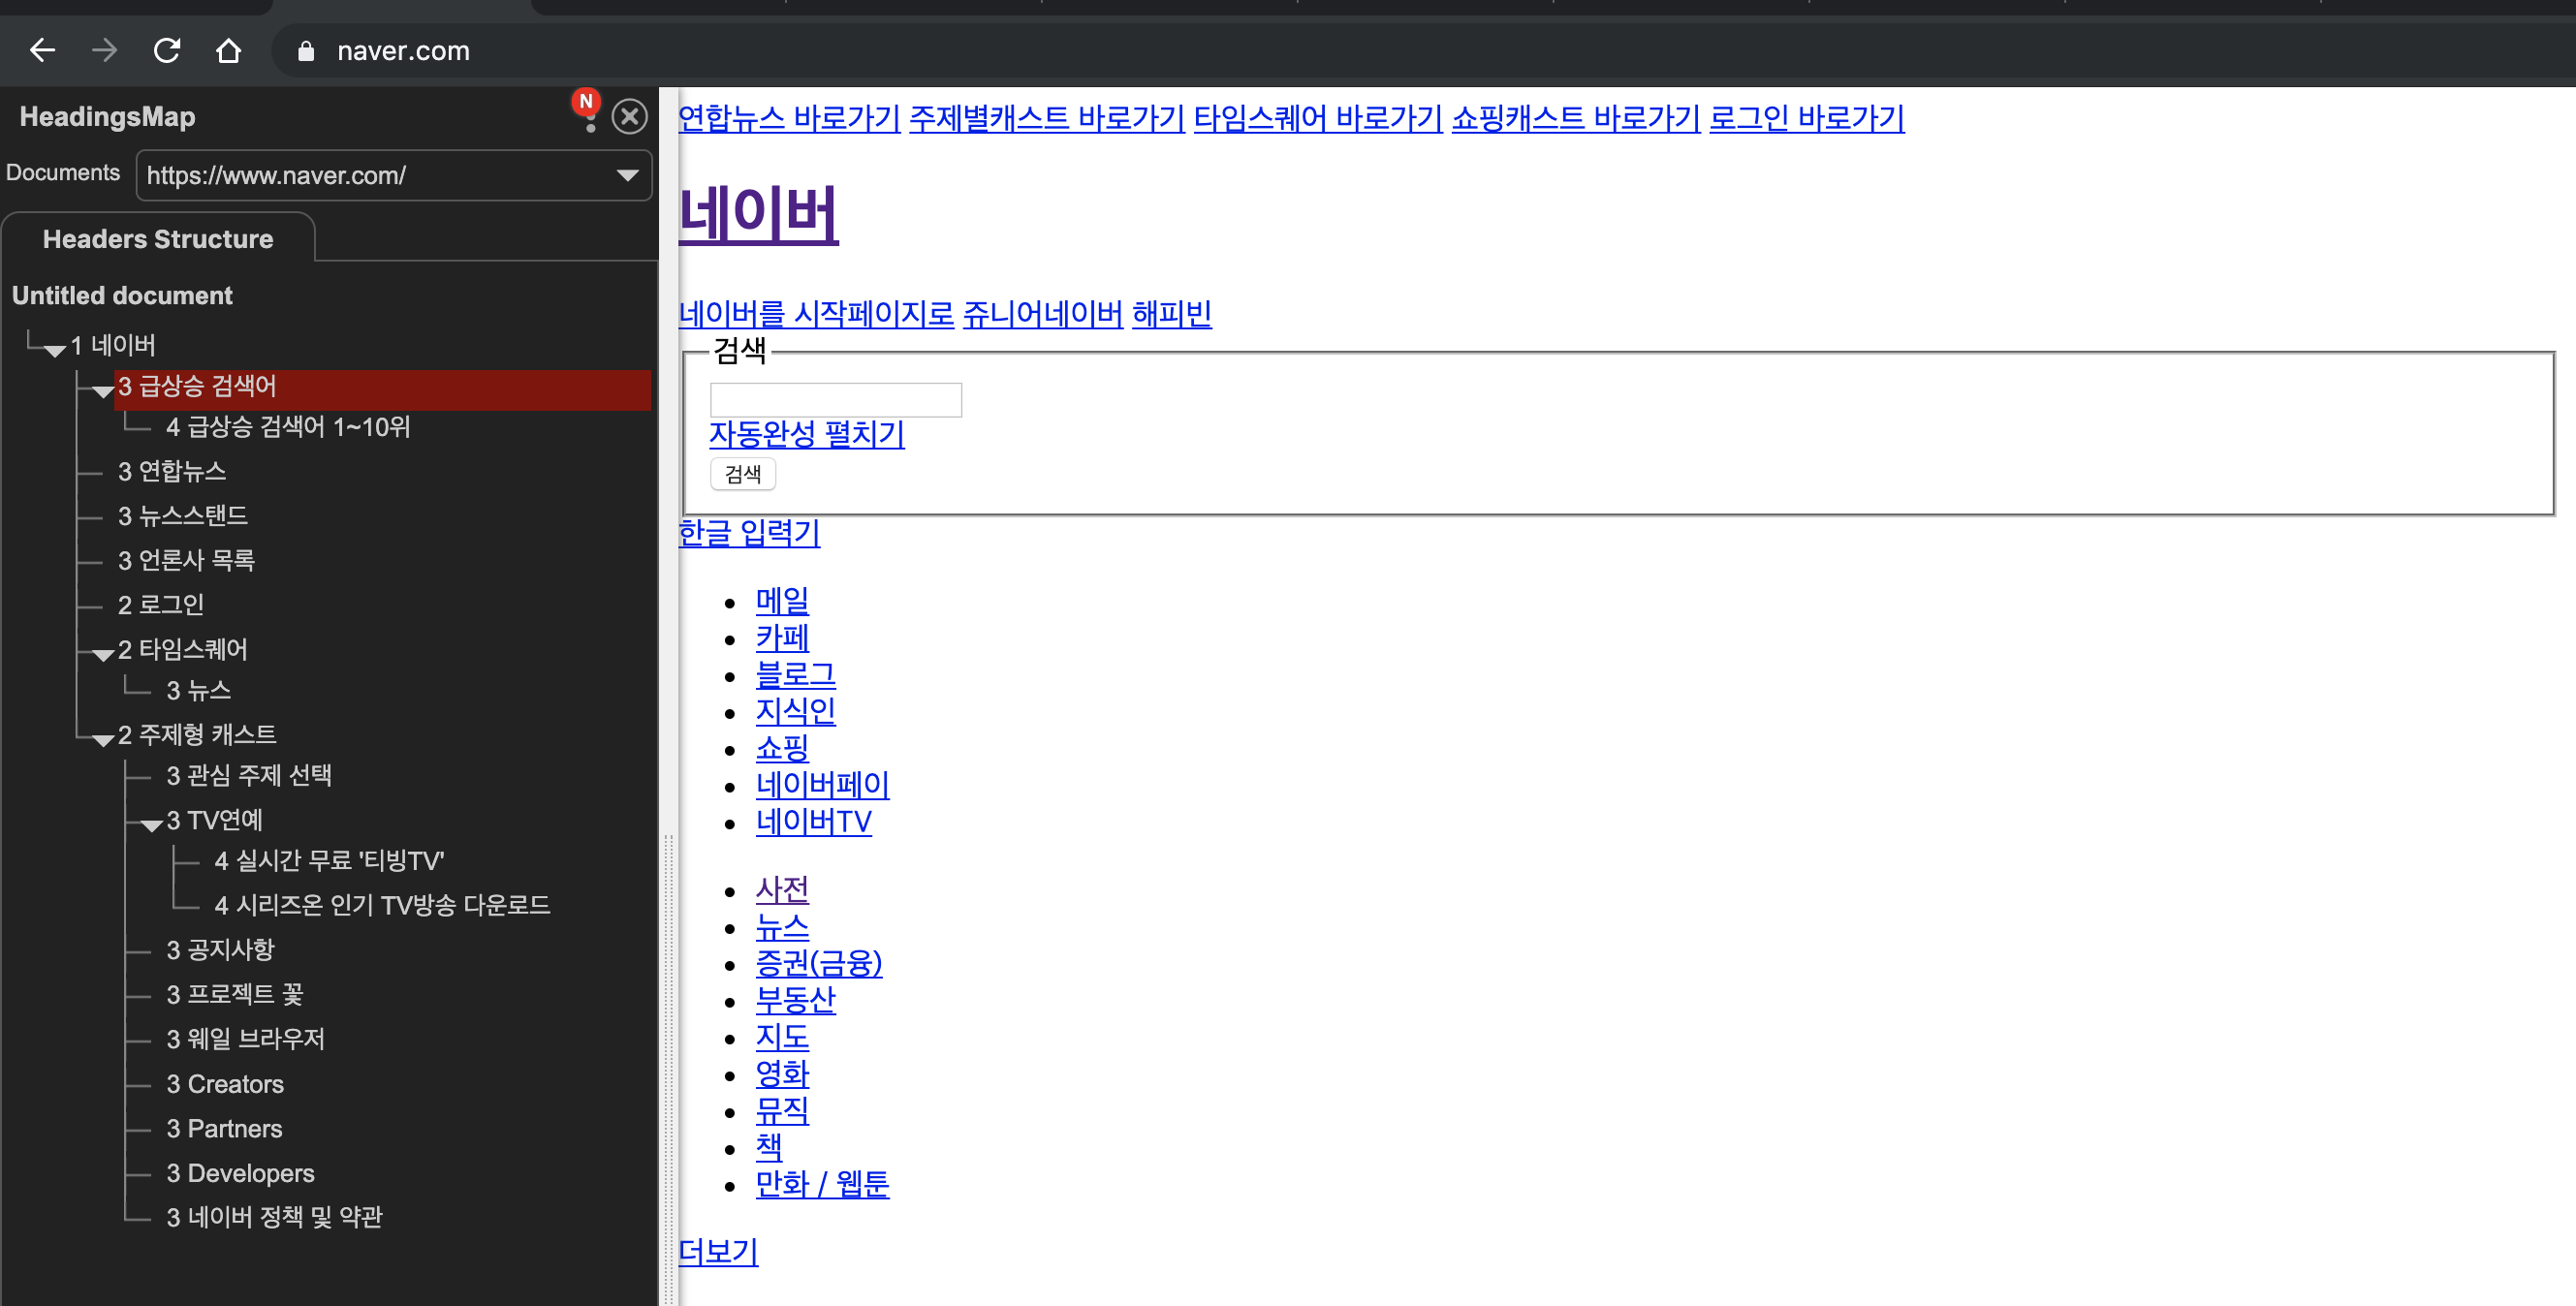 naver.com
HeadingsMap
N
Documents
https://www.naver.com/
Headers Structure
Untitled document
1 네이버
3 급상승 검색어
4 급상승 검색어 1~10위
3 연합뉴스
3 뉴스스탠드
3 언론사 목록
2 로그인
2 타임스퀘어
3 뉴스
2 주제형 캐스트
3 관심 주제 선택
3 TV연예
4 실시간 무료 '티빙TV'
4 시리즈온 인기 TV방송 다운로드
3 공지사항
3 프로젝트 꽃
3 웨일 브라우저
3 Creators
3 Partners
3 Developers
3 네이버 정책 및 약관
연합뉴스 바로가기 주제별캐스트 바로가기 타임스퀘어 바로가기 쇼핑캐스트 바로가기 로그인 바로가기
네이버
네이버를 시작페이지로 쥬니어네이버 해피빈
검색
자동완성 펼치기
검색
한글 입력기
메일
카페
블로그
지식인
쇼핑
네이버페이
네이버TV
사전
뉴스
증권(금융)
부동산
지도
영화
뮤직
책
만화 / 웹툰
더보기